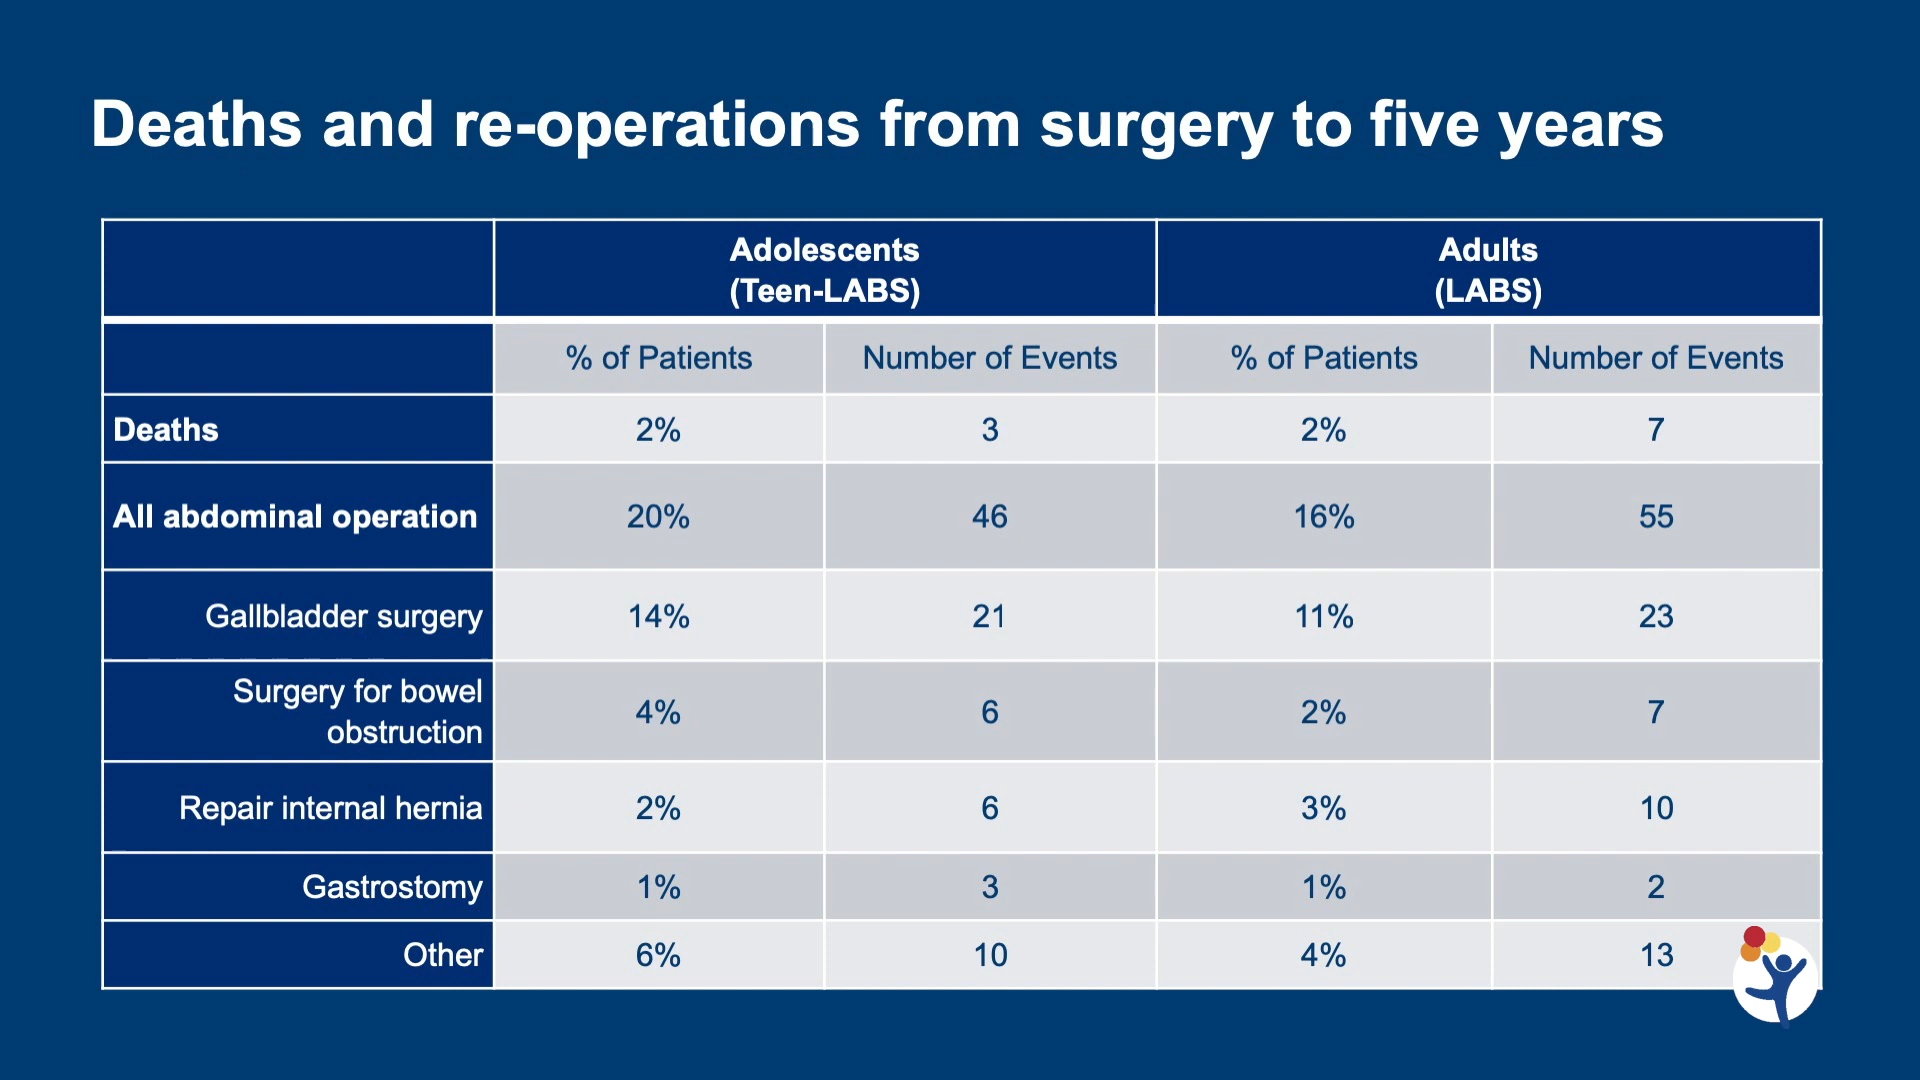 Deaths and re-operations from surgery to five years
Adolescents
(Teen-LABS)
Adults
(LABS)
% of Patients
Number of Events
% of Patients
Number of Events
Deaths
2%
3
2%
7
All abdominal operation
20%
46
16%
55
Gallbladder surgery
14%
21
11%
23
Surgery for bowel
obstruction
4%
6
2%
7
Repair internal hernia
2%
6
3%
10
Gastrostomy
1%
3
1%
2
Other
6%
10
4%
13